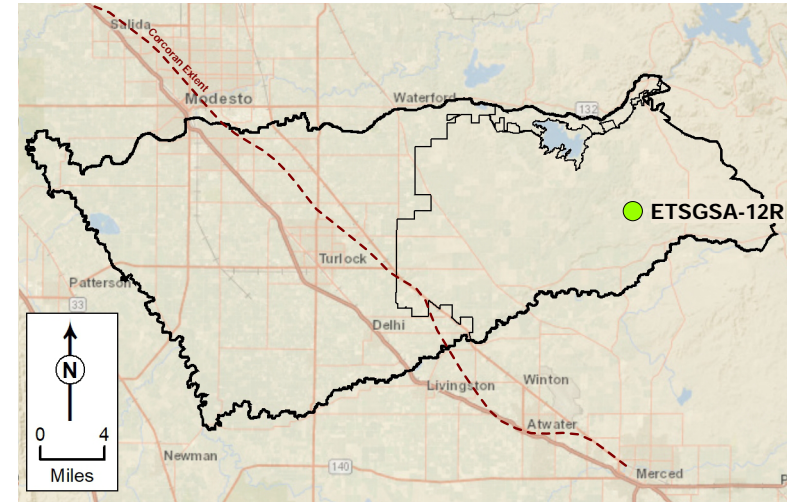 Salida
Corcoran Extent
Modesto
Waterford
132
ETSGSA-12R
Turlock
Patterson
33
Delhi
N
Livingston
Winton
0 4
Miles
Atwater
Newman
140
Merced
P